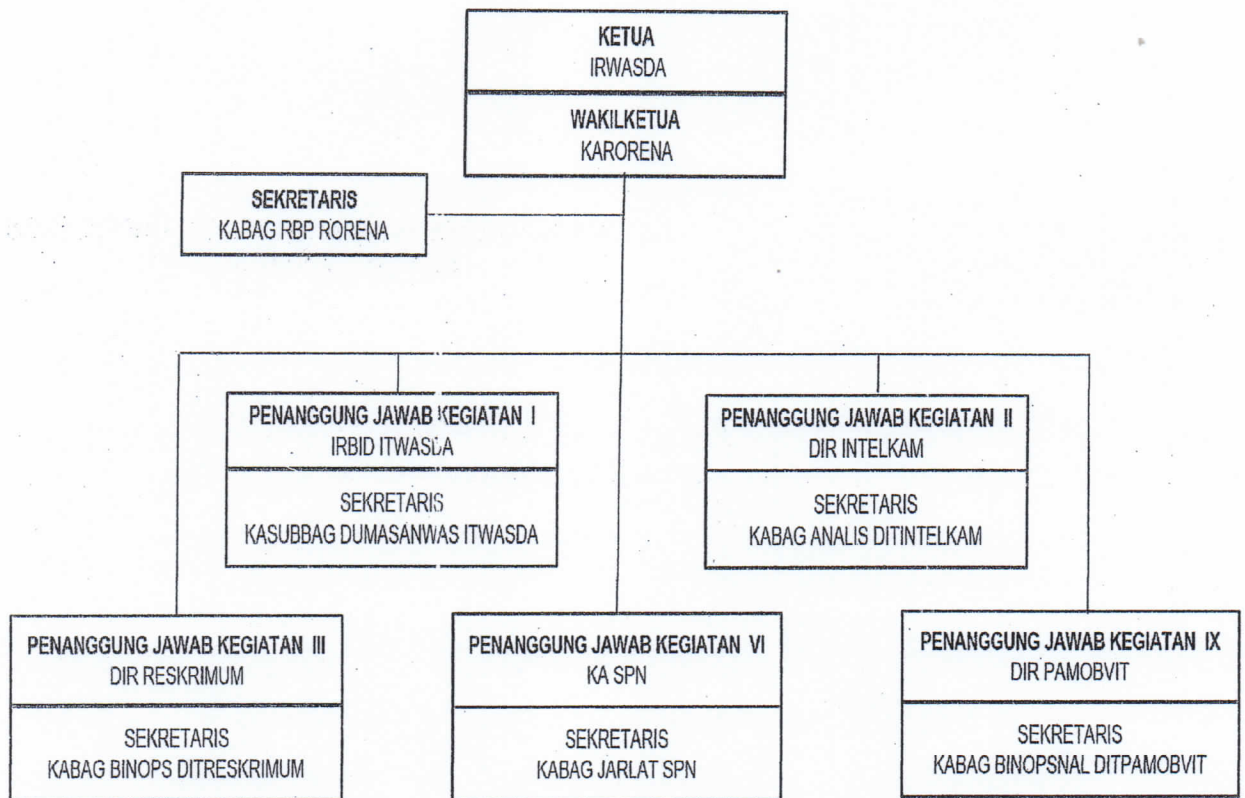 KETUA
IRWASDA
WAKILKETUA
KARORENA
SEKRETARIS
KABAG RBP RORENA
PENANGGUNG JAWAB KEGIATAN I
IRBID ITWASDA
SEKRETARIS
KASUBBAG DUMASANWAS ITWASDA
PENANGGUNG JAWAB KEGIATAN II
DIR INTELKAM
SEKRETARIS
KABAG ANALIS DITINTELKAM
PENANGGUNG JAWAB KEGIATAN III
DIR RESKRIMUM
SEKRETARIS
KABAG BINOPS DITRESKRIMUM
PENANGGUNG JAWAB KEGIATAN VI
KA SPN
SEKRETARIS
KABAG JARLAT SPN
PENANGGUNG JAWAB KEGIATAN IX
DIR PAMOBVIT
SEKRETARIS
KABAG BINOPSNAL DITPAMOBVIT